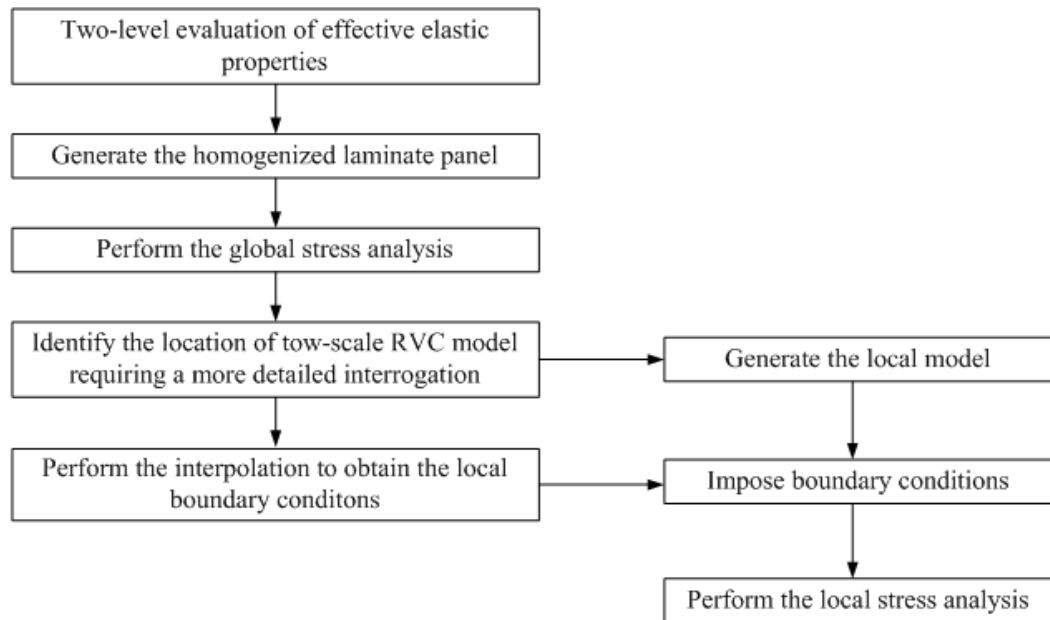 Two-level evaluation of effective elastic
properties
Generate the homogenized laminate panel
Perform the global stress analysis
Identify the location of tow-scale RVC model
requiring a more detailed interrogation
Perform the interpolation to obtain the local
boundary conditons
Generate the local model
Impose boundary conditions
Perform the local stress analysis